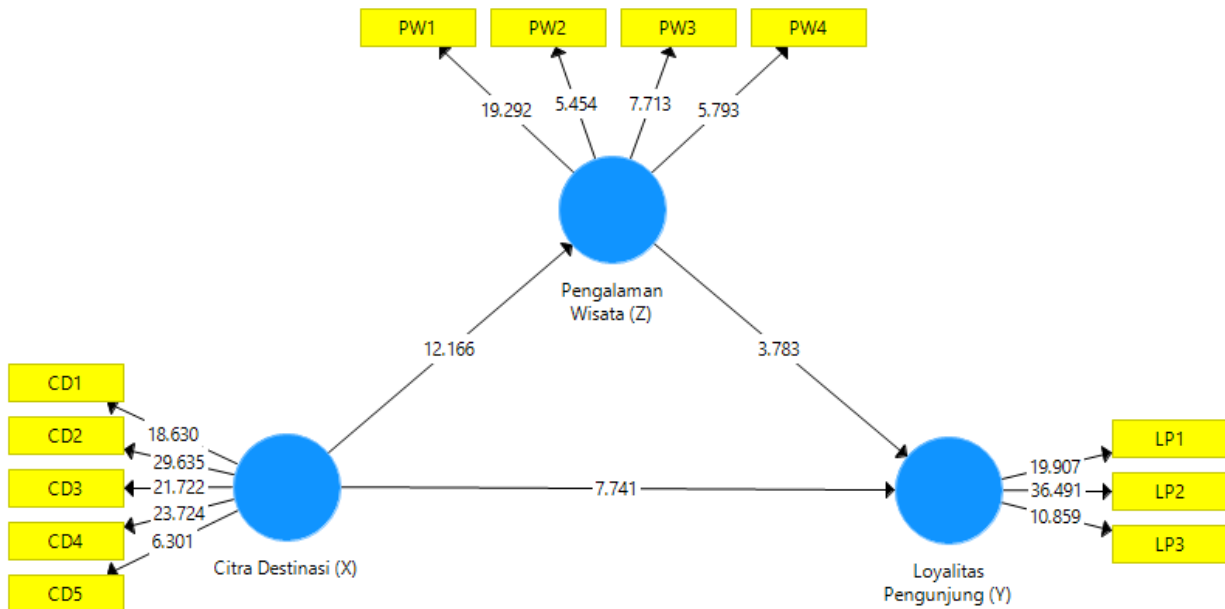 PW1
PW2
PW3
PW4
19.292
5.454
7.713
5.793
Pengalaman
Wisata (Z)
12.166
3.783
CD1
CD2
CD3
CD4
CD5
18.630
29.635
21.722
23.724
6.301
Citra Destinasi (X)
7.741
LP1
LP2
LP3
19.907
36.491
10.859
Loyalitas
Pengunjung (Y)